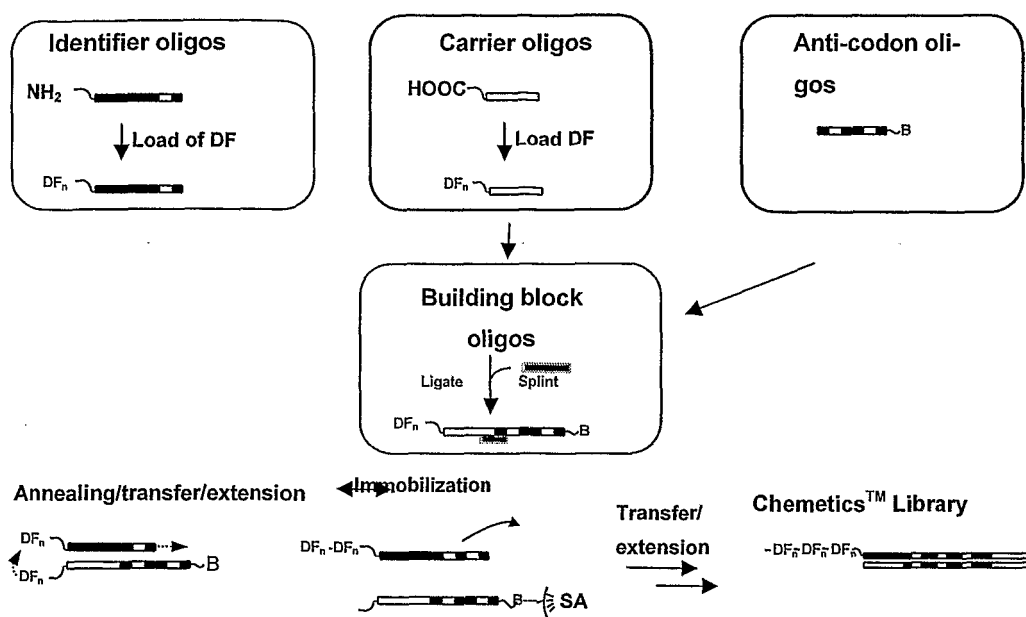 Identifier oligos
NH2
Load of DF
DFn
Carrier oligos
HOOC
Load DF
DFn
Anti-codon oli-
gos
B
Building block
oligos
Ligate
Splint
DFn
B
Annealing/transfer/extension
DFn
DFn
B
Immobilization
DFn -DFn
B
SA
Transfer/
extension
Chemetics™ Library
-DFn-DFn-DFn